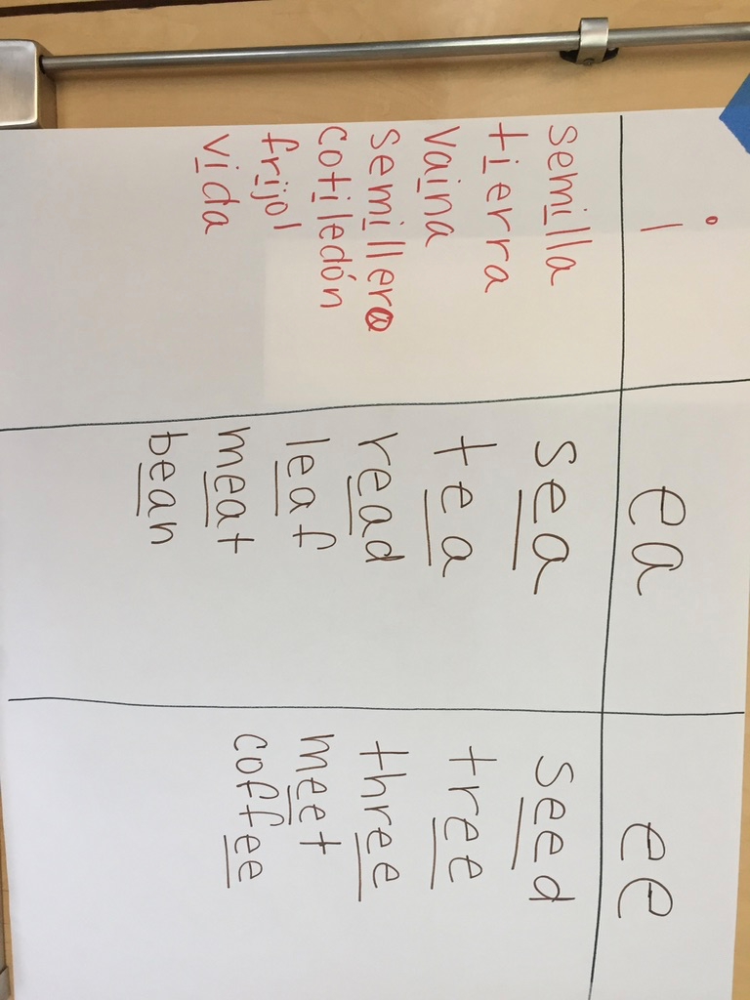 i
semilla
tierra
vaina
semillero
cotiledón
frijol
vida
ea
sea
tea
read
leaf
meat
bean
ee
seed
tree
three
meet
coffee